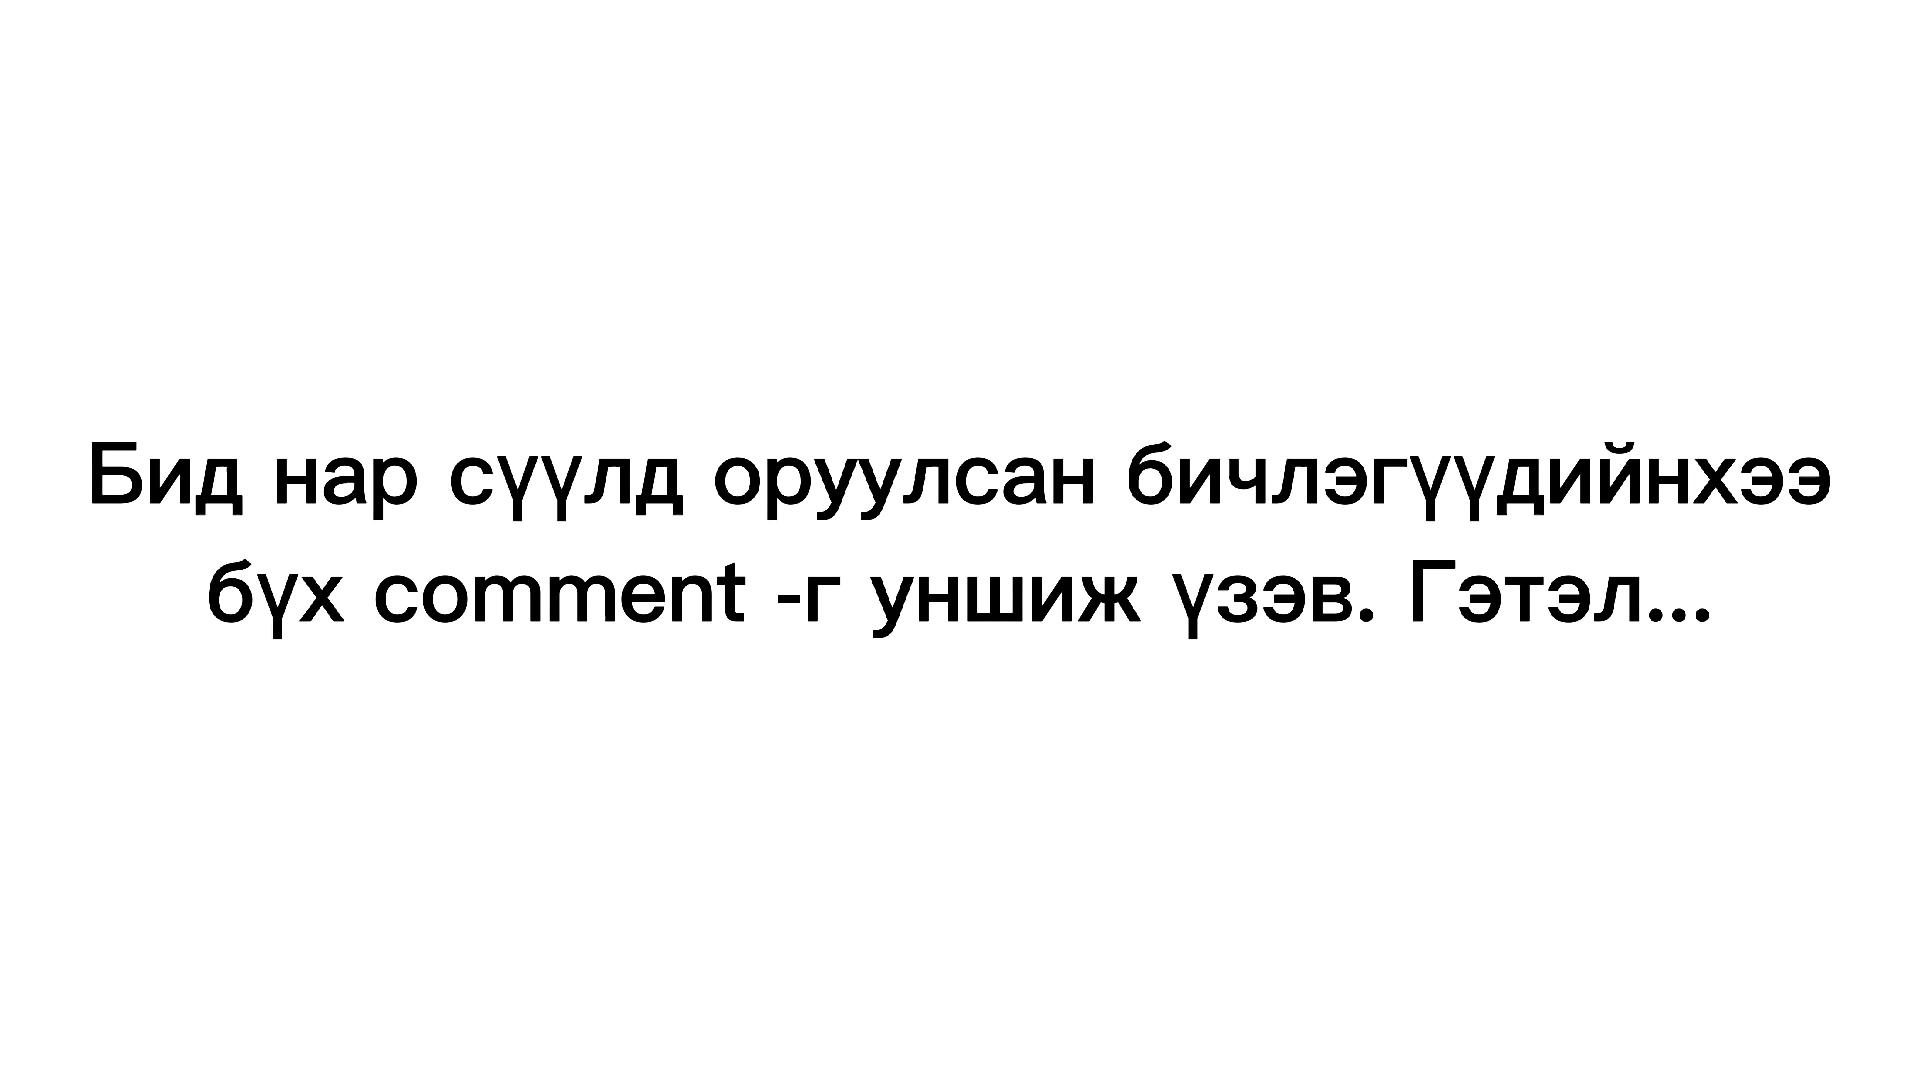 Бид нар сүүлд оруулсан бичлэгүүдийнхээ
бүх comment -г уншиж үзэв. Гэтэл...